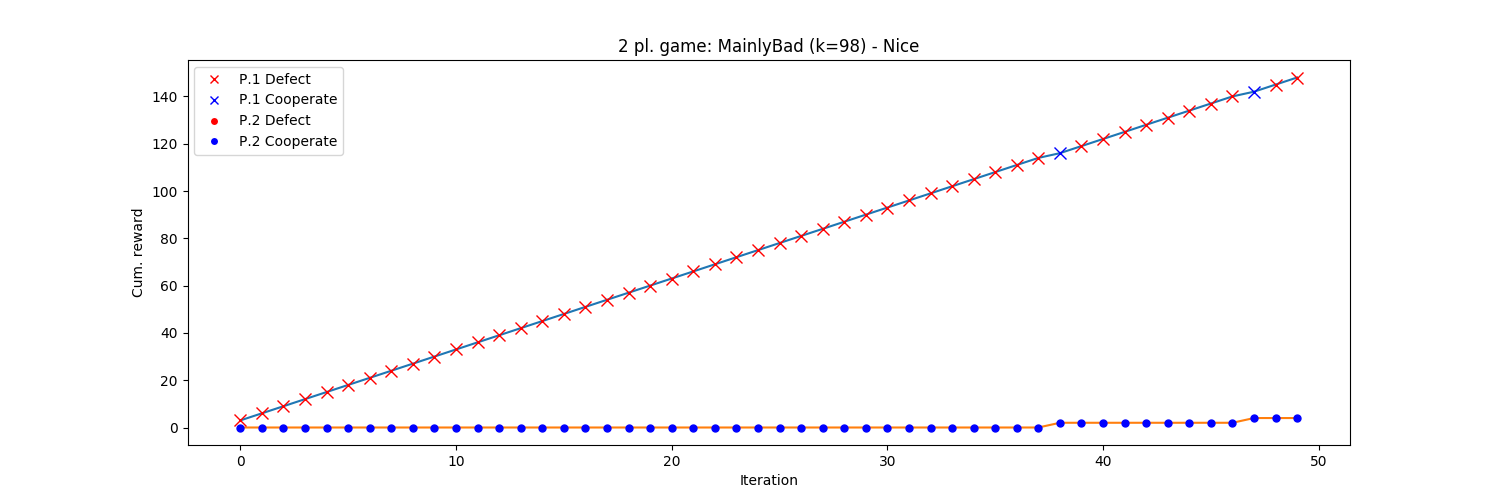 2 pl. game: MainlyBad (k=98) - Nice
P.1 Defect
P.1 Cooperate
P.2 Defect
P.2 Cooperate
Cum. reward
140
120
100
80
60
40
20
0
0 10 20 30 40 50
Iteration